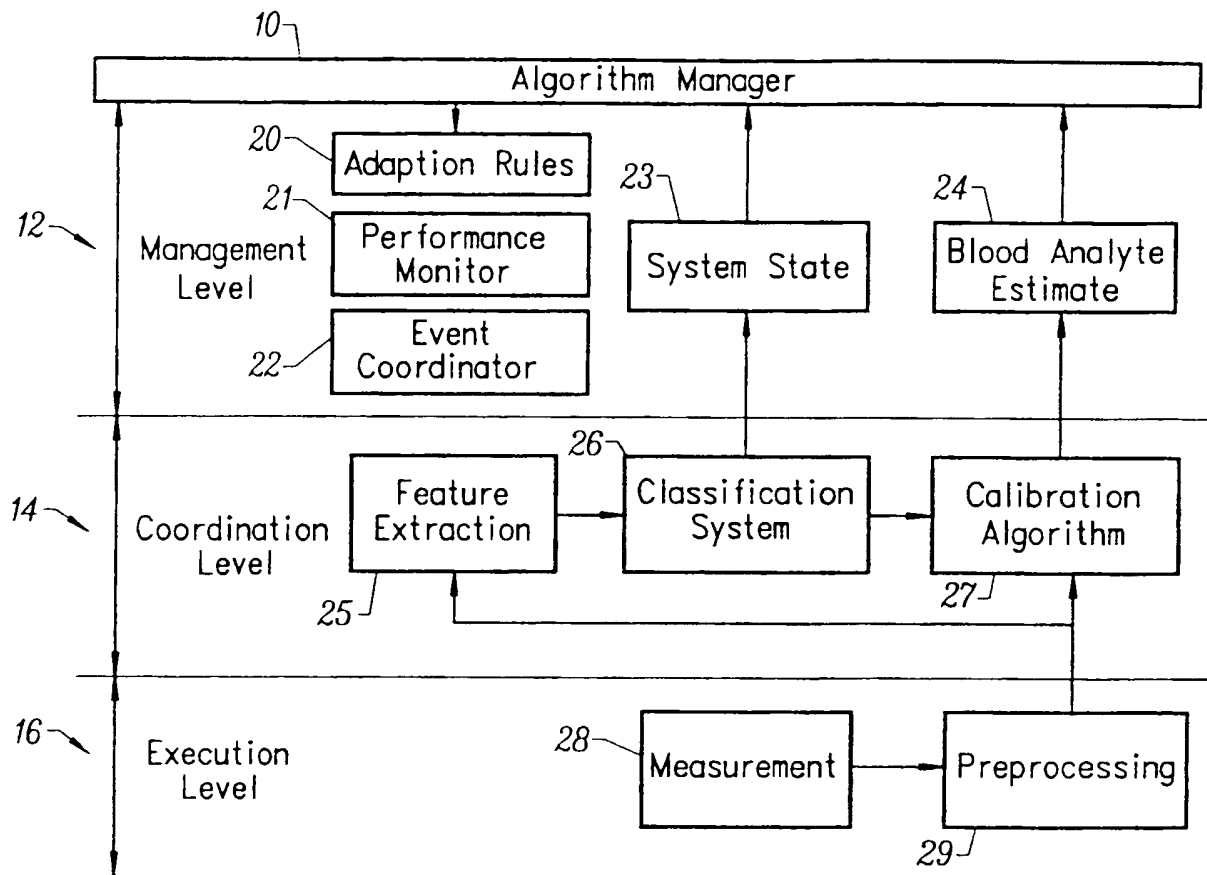 10
Algorithm Manager
20
Adaption Rules
21
Performance
Monitor
22
Event
Coordinator
23
System State
24
Blood Analyte
Estimate
12
Management
Level
14
Coordination
Level
Feature
Extraction
25
26
Classification
System
Calibration
Algorithm
27
16
Execution
Level
28
Measurement
Preprocessing
29